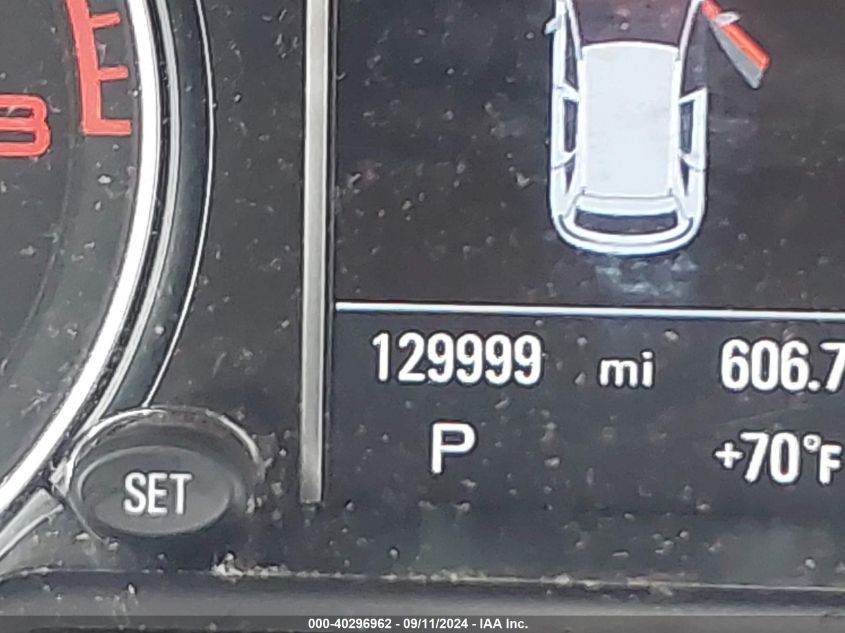 129999 mi 606.7
P +70°F
SET
000-40296962 - 09/11/2024 - IAA Inc.